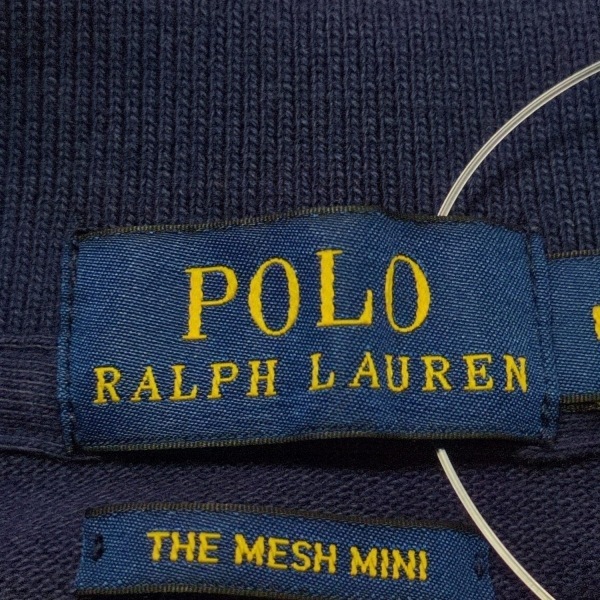 POLO
RALPH LAUREN
THE MESH MINI